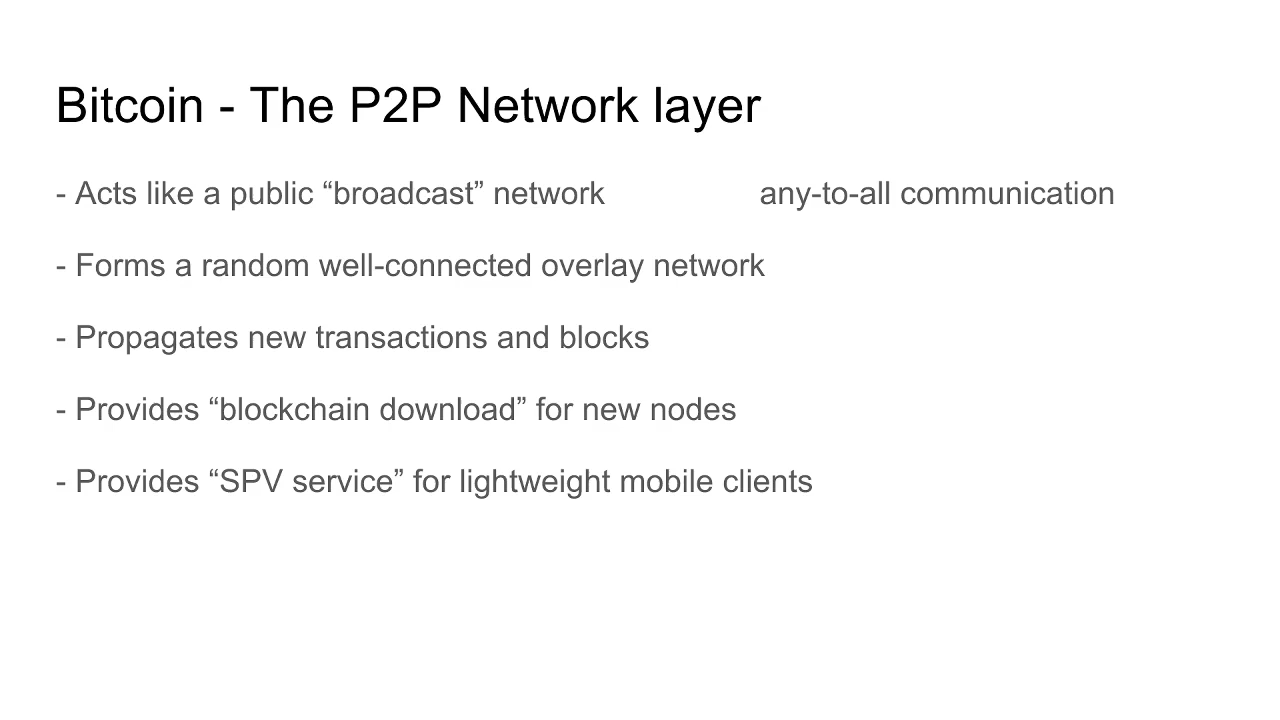 Bitcoin - The P2P Network layer
- Acts like a public “broadcast” network any-to-all communication
- Forms a random well-connected overlay network
- Propagates new transactions and blocks
- Provides “blockchain download” for new nodes
- Provides “SPV service” for lightweight mobile clients